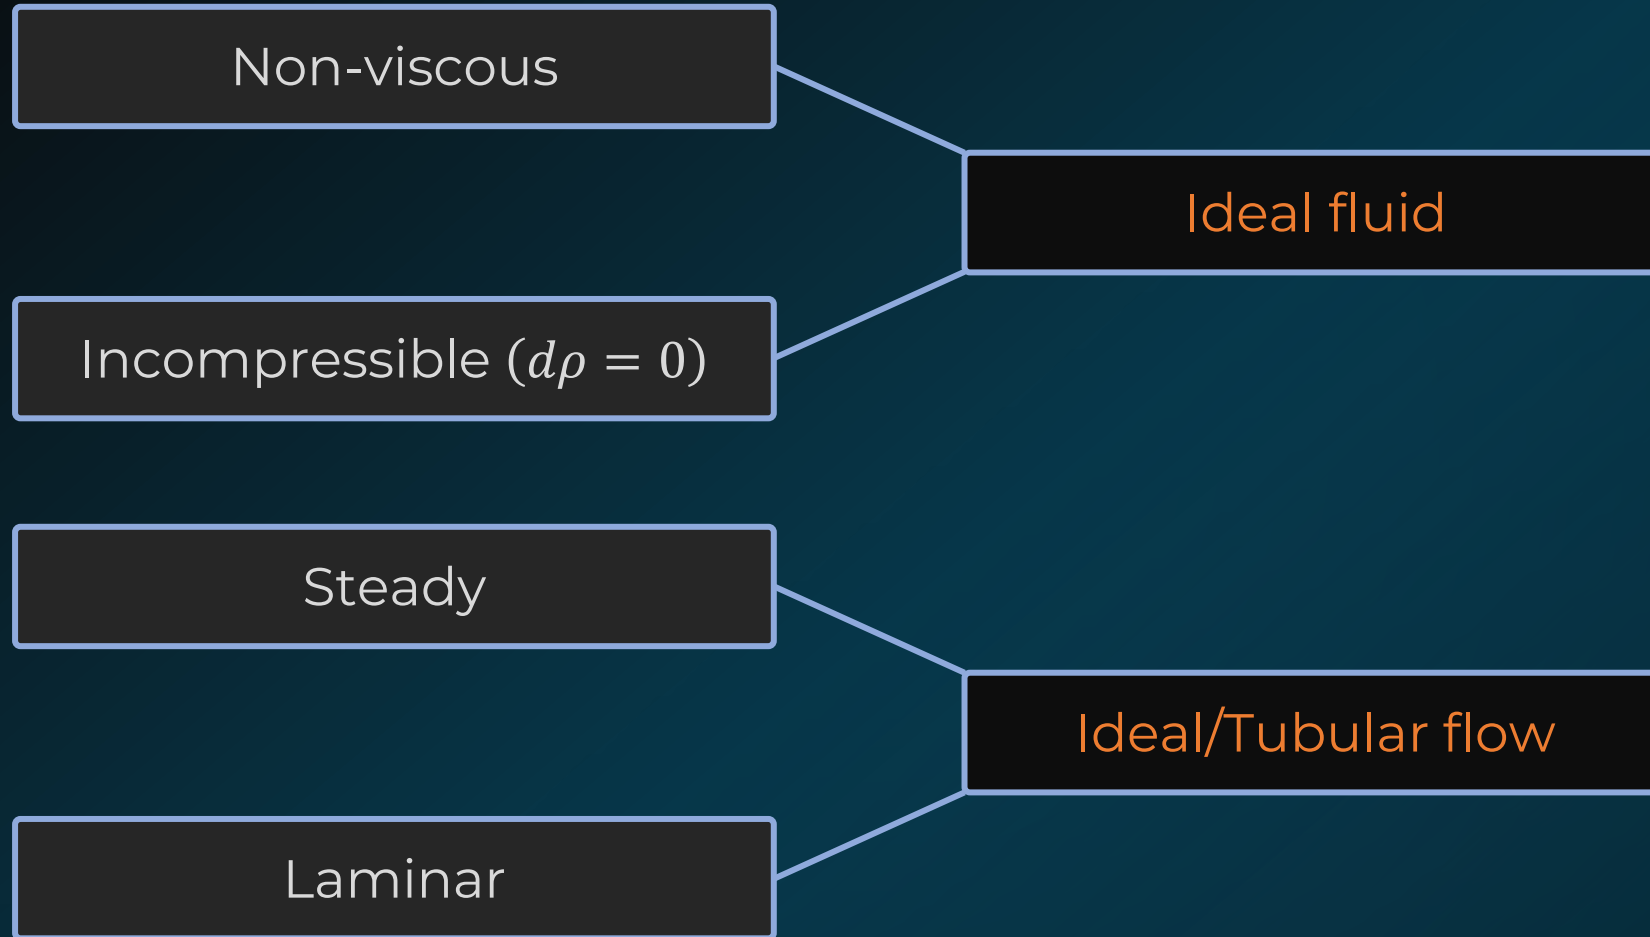 Non-viscous
Ideal fluid
Incompressible (𝑑𝜌 = 0)
Steady
Ideal/Tubular flow
Laminar